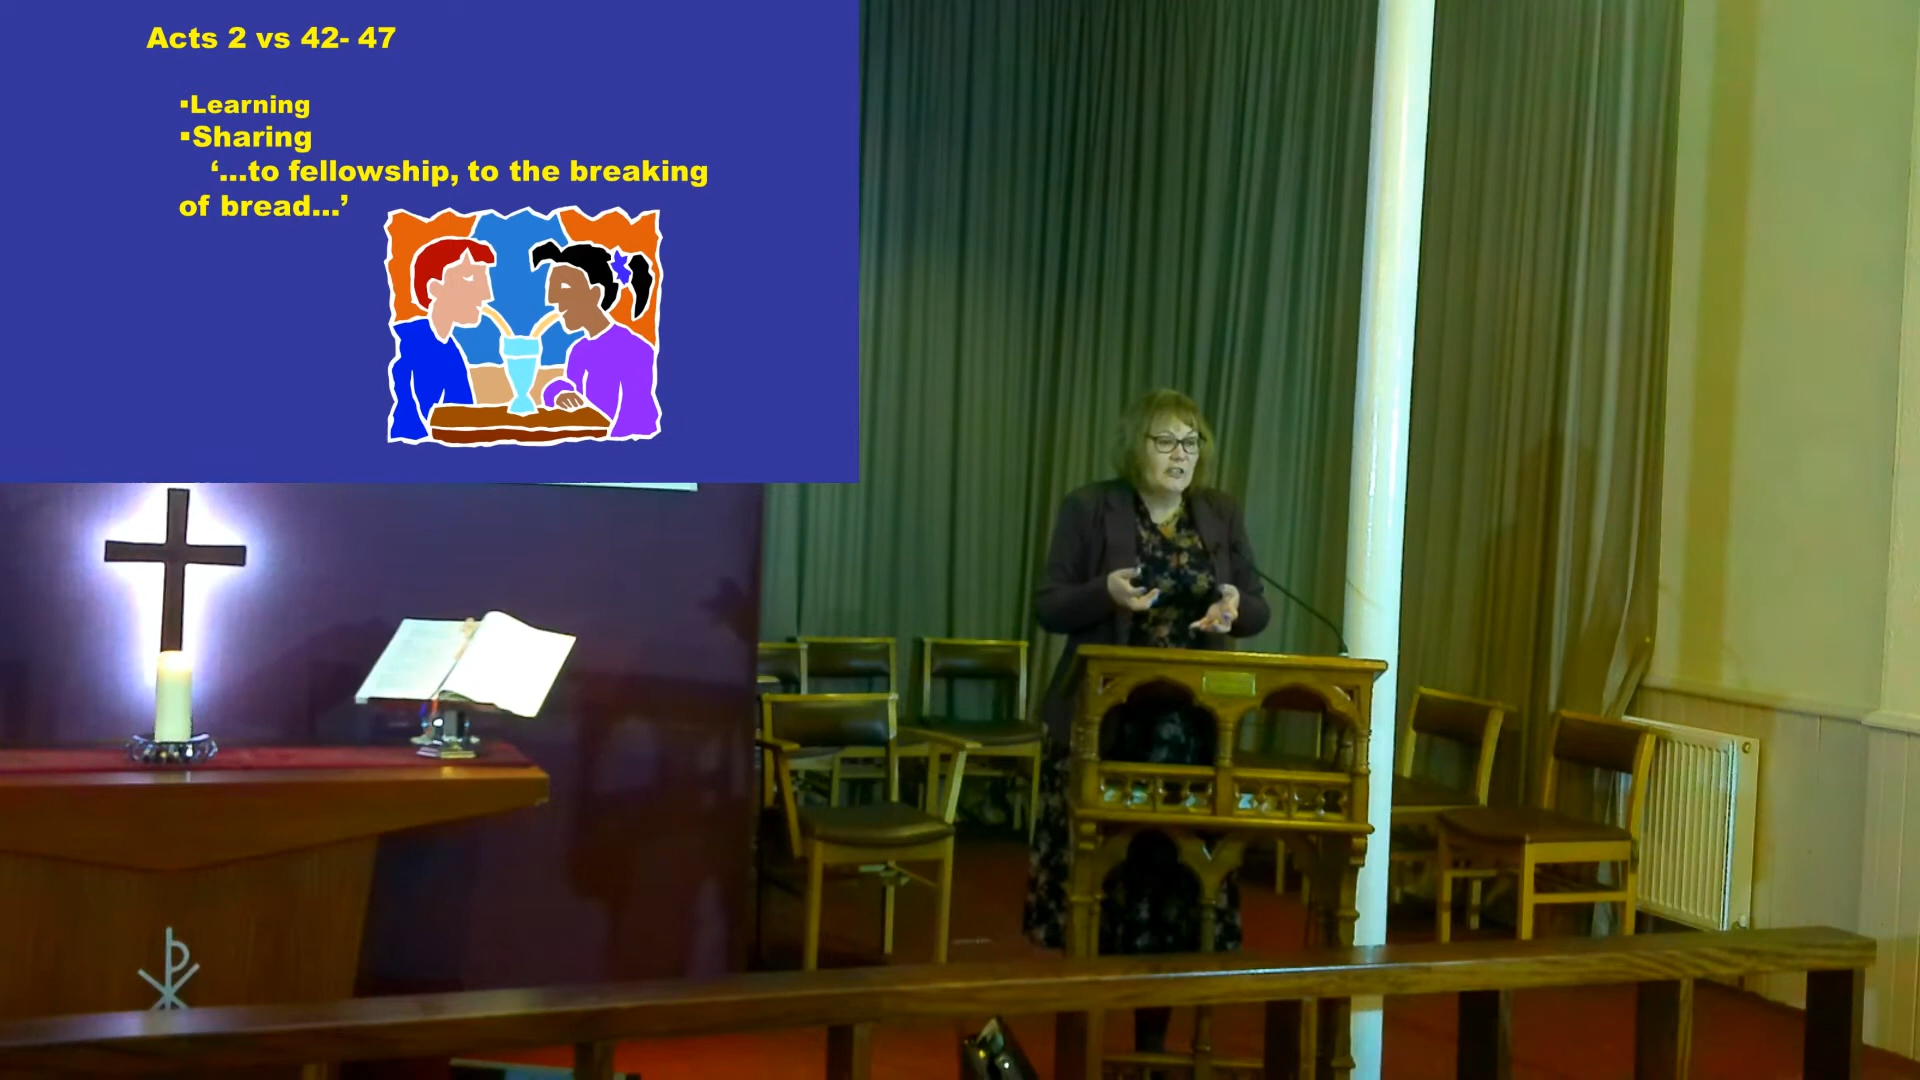 Acts 2 vs 42- 47
▪Learning
▪Sharing
‘...to fellowship, to the breaking
of bread...’